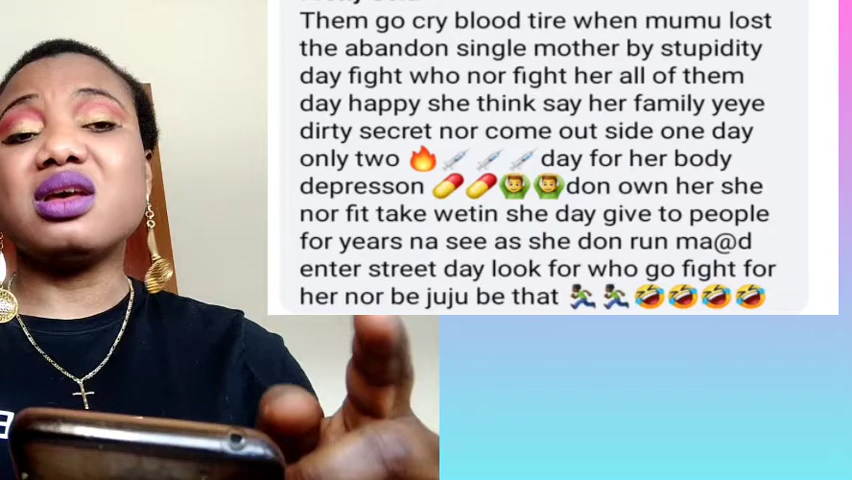 Them go cry blood tire when mumu lost
the abandon single mother by stupidity
day fight who nor fight her all of them
day happy she think say her family yeye
dirty secret nor come out side one day
only two 🔥💉💉💉 day for her body
depresson 💊💊🙆‍♂️🙆‍♂️ don own her she
nor fit take wetin she day give to people
for years na see as she don run ma@d
enter street day look for who go fight for
her nor be juju be that 🏃🏿‍♂️🏃🏿‍♂️🤣🤣🤣🤣